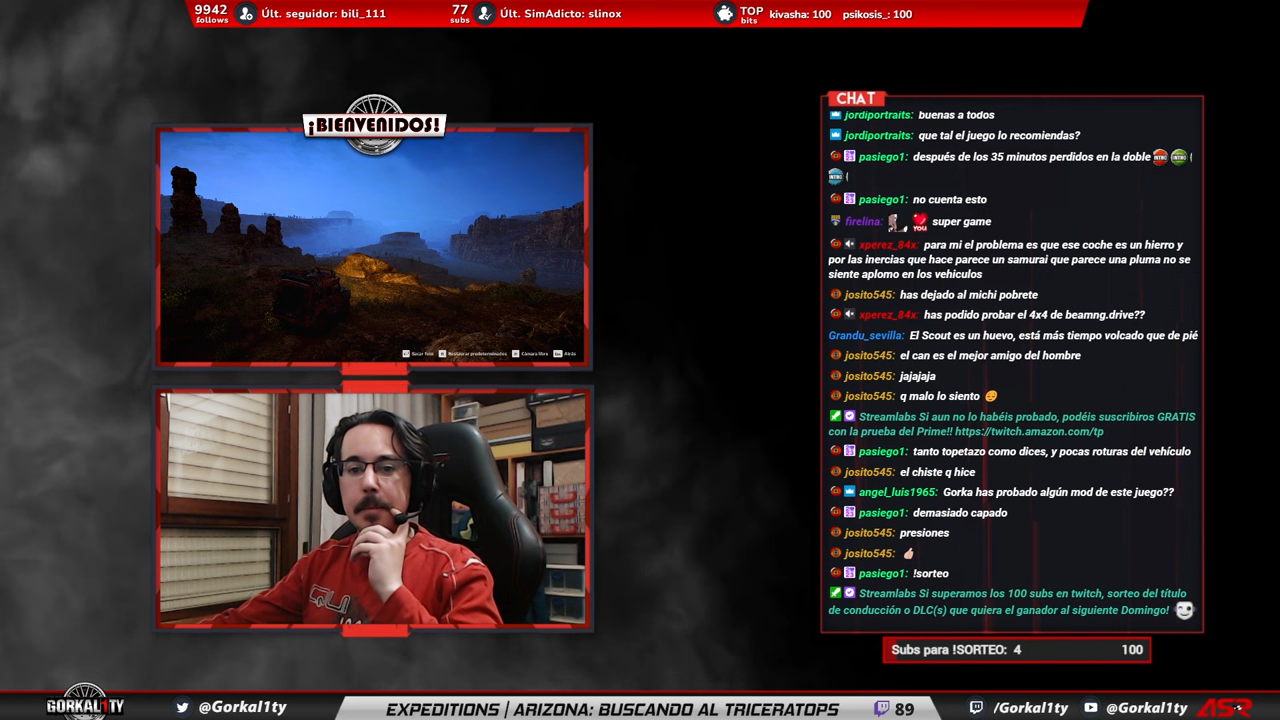 9942 follows
Últ. seguidor: bili_111
77 subs
Últ. SimAdicto: slinox
TOP bits
kivasha: 100 psikosis_: 100
¡BIENVENIDOS!
Sacar foto Restaurar predeterminados Cámara libre Atrás
CHAT
jordiportraits: buenas a todos
jordiportraits: que tal el juego lo recomiendas?
pasiego1: después de los 35 minutos perdidos en la doble
pasiego1: no cuenta esto
firelina: super game
xperez_84x: para mi el problema es que ese coche es un hierro y
por las inercias que hace parece un samurai que parece una pluma no se
siente aplomo en los vehiculos
josito545: has dejado al michi pobrete
xperez_84x: has podido probar el 4x4 de beamng.drive??
Grandu_sevilla: El Scout es un huevo, está más tiempo volcado que de pié
josito545: el can es el mejor amigo del hombre
josito545: jajajaja
josito545: q malo lo siento
Streamlabs Si aun no lo habéis probado, podéis suscribiros GRATIS
con la prueba del Prime!! https://twitch.amazon.com/tp
pasiego1: tanto topetazo como dices, y pocas roturas del vehículo
josito545: el chiste q hice
angel_luis1965: Gorka has probado algún mod de este juego??
pasiego1: demasiado capado
josito545: presiones
josito545:
pasiego1: !sorteo
Streamlabs Si superamos los 100 subs en twitch, sorteo del título
de conducción o DLC(s) que quiera el ganador al siguiente Domingo!
Subs para !SORTEO: 4 100
GORKAL1TY
@Gorkal1ty
EXPEDITIONS | ARIZONA: BUSCANDO AL TRICERATOPS
89
/Gorkal1ty
@Gorkal1ty
ASR